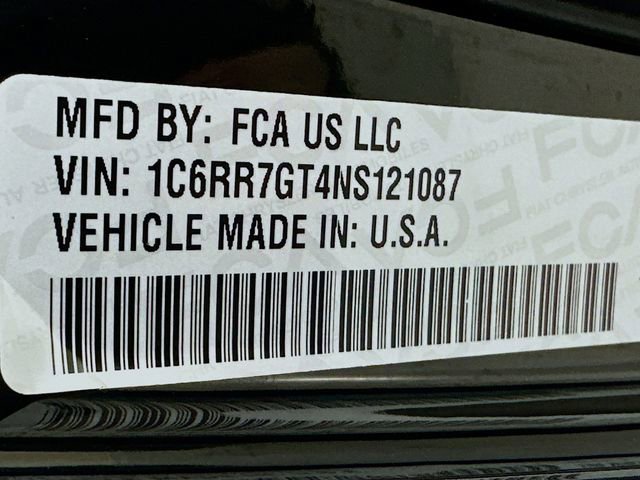 MFD BY: FCA US LLC
VIN: 1C6RR7GT4NS121087
VEHICLE MADE IN: U.S.A.